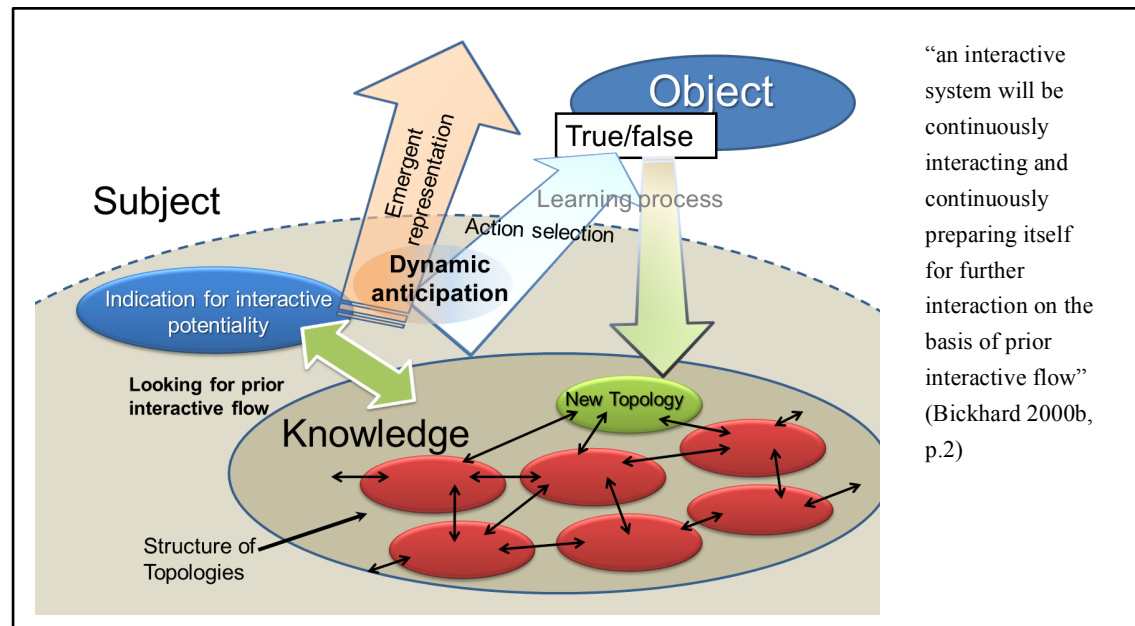 Object
True/false
Emergent
representation
Learning process
Subject
Action selection
Dynamic
anticipation
Indication for interactive
potentiality
Looking for prior
interactive flow
New Topology
Knowledge
Structure of
Topologies
“an interactive
system will be
continuously
interacting and
continuously
preparing itself
for further
interaction on the
basis of prior
interactive flow”
(Bickhard 2000b,
p.2)